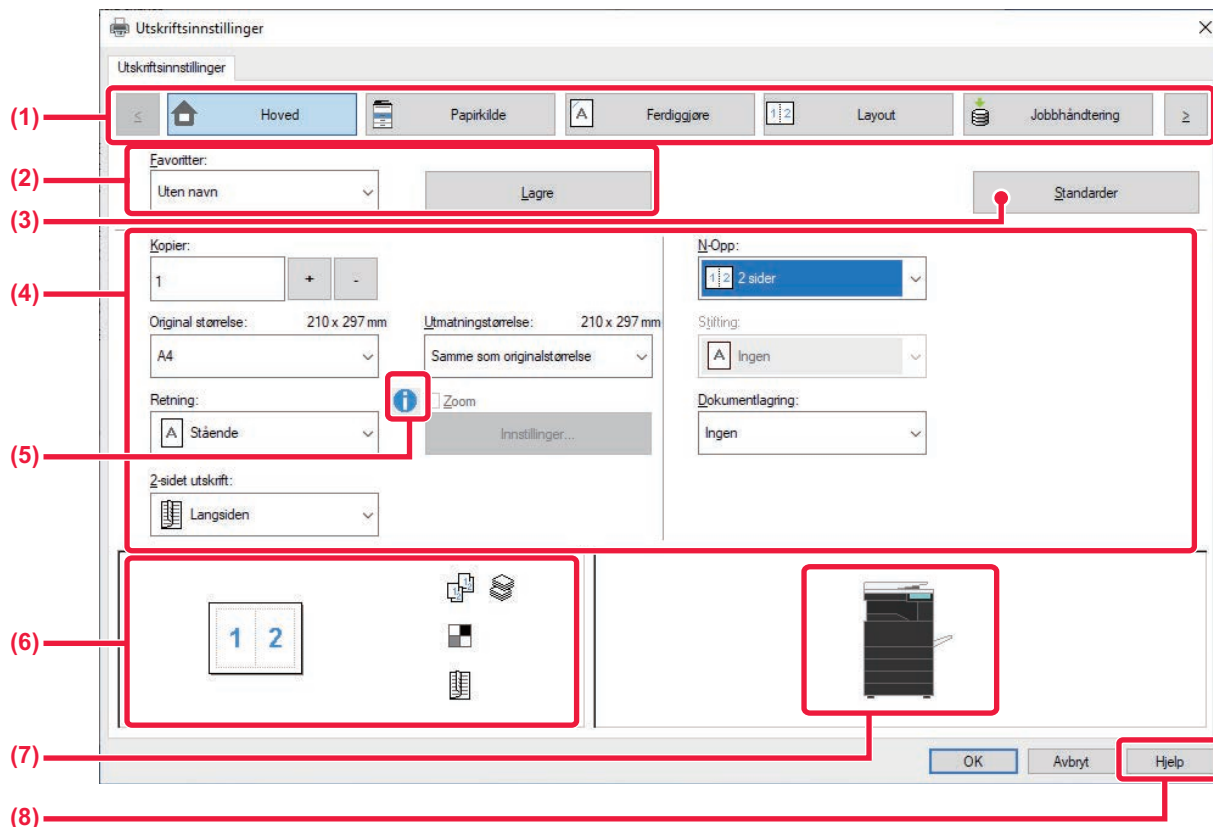 Utskriftsinnstillinger
Utskriftsinnstillinger
(1)
< Hoved Papirkilde Ferdiggjøre Layout Jobbhåndtering >
(2)
Favoritter:
Uten navn Lagre
(3)
Standarder
(4)
Kopier: N-Opp:
1 + - 1 2 2 sider
Original størrelse: 210 x 297 mm Utmatningstørrelse: 210 x 297 mm Stifting:
A4 Samme som originalstørrelse A Ingen
Retning: Zoom Dokumentlagring:
(5)
A Stående Innstillinger... Ingen
2-sidet utskrift:
Langsiden
(6)
1 2
(7)
OK Avbryt Hjelp
(8)